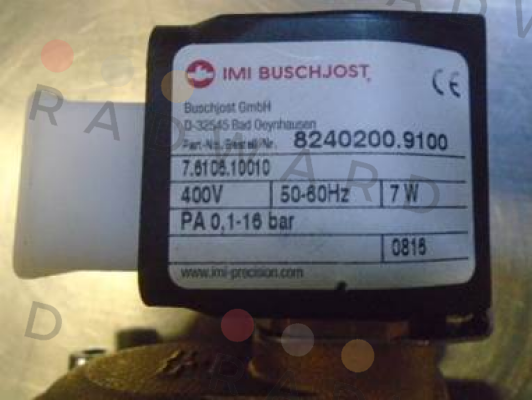 IMI BUSCHJOST
CE
Buschjost GmbH
D-32545 Bad Oeynhausen
Part-No./Bestell-Nr. 8240200.9100
7.6106.10010
400V 50-60Hz 7 W
PA 0,1-16 bar
0816
www.imi-precision.com